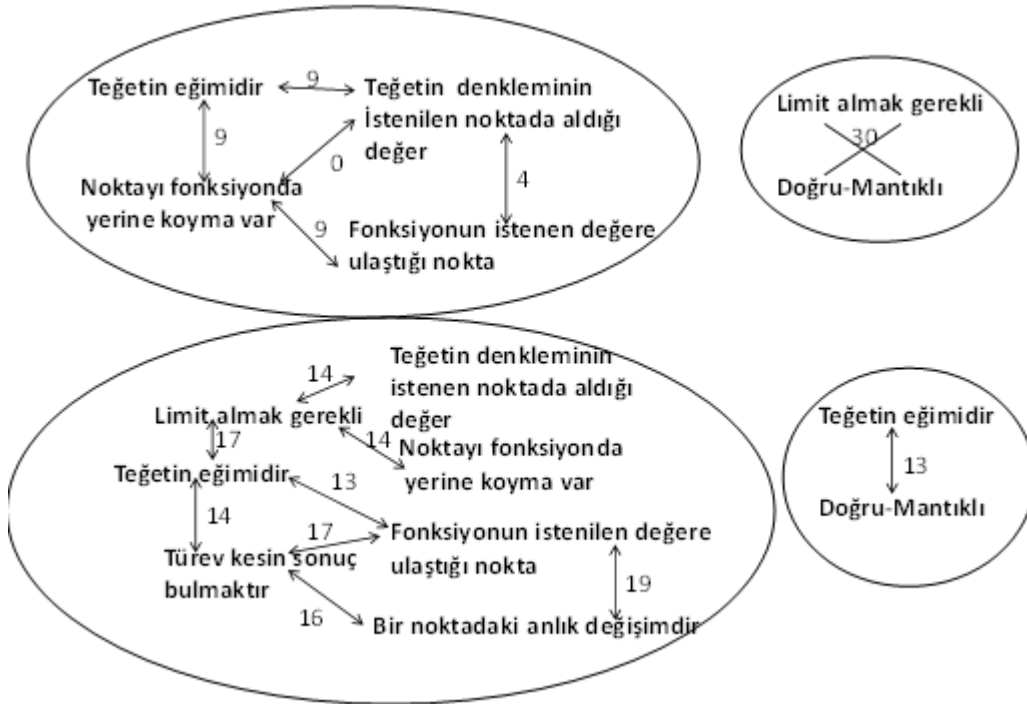 Teğetin eğimidir
9
Teğetin denkleminin
İstenilen noktada aldığı
değer
9
0
4
Noktayı fonksiyonda
yerine koyma var
9
Fonksiyonun istenen değere
ulaştığı nokta
Limit almak gerekli
30
Doğru-Mantıklı
Teğetin denkleminin
istenen noktada aldığı
değer
14
Limit almak gerekli
17
14
Noktayı fonksiyonda
yerine koyma var
Teğetin eğimidir
13
14
17
Fonksiyonun istenilen değere
ulaştığı nokta
Türev kesin sonuç
bulmaktır
19
16
Bir noktadaki anlık değişimdir
Teğetin eğimidir
13
Doğru-Mantıklı